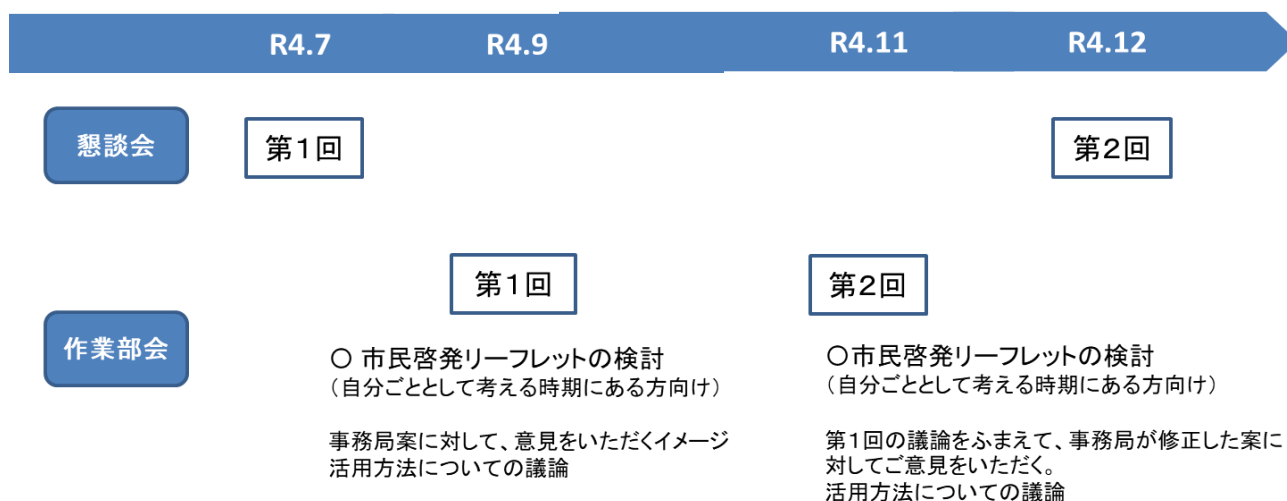 R4.7 R4.9 R4.11 R4.12
懇談会 第1回 第2回
第1回 第2回
作業部会
〇 市民啓発リーフレットの検討
（自分ごととして考える時期にある方向け）
事務局案に対して、意見をいただくイメージ
活用方法についての議論
〇市民啓発リーフレットの検討
（自分ごととして考える時期にある方向け）
第1回の議論をふまえて、事務局が修正した案に
対してご意見をいただく。
活用方法についての議論